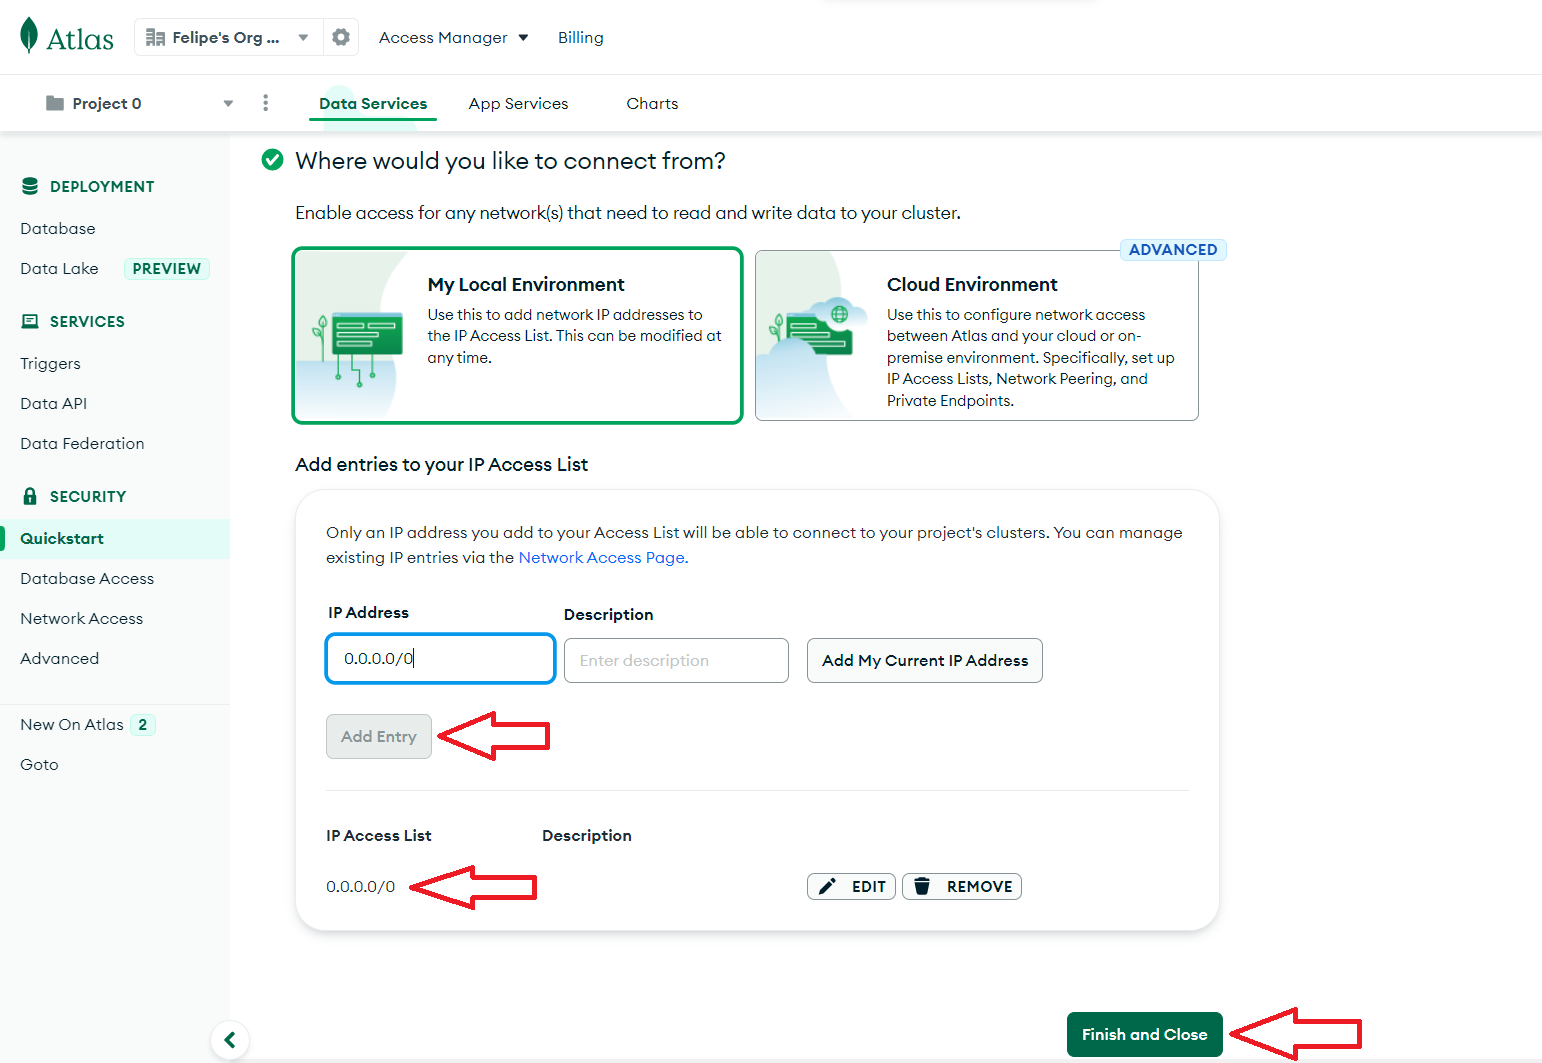 Atlas
Felipe's Org ...
Access Manager
Billing
Project 0
Data Services
App Services
Charts
DEPLOYMENT
Database
Data Lake PREVIEW
SERVICES
Triggers
Data API
Data Federation
SECURITY
Quickstart
Database Access
Network Access
Advanced
New On Atlas 2
Goto
Where would you like to connect from?
Enable access for any network(s) that need to read and write data to your cluster.
My Local Environment
Use this to add network IP addresses to
the IP Access List. This can be modified at
any time.
ADVANCED
Cloud Environment
Use this to configure network access
between Atlas and your cloud or on-
premise environment. Specifically, set up
IP Access Lists, Network Peering, and
Private Endpoints.
Add entries to your IP Access List
Only an IP address you add to your Access List will be able to connect to your project's clusters. You can manage
existing IP entries via the Network Access Page.
IP Address
Description
0.0.0.0/0
Enter description
Add My Current IP Address
Add Entry
IP Access List
Description
0.0.0.0/0
EDIT
REMOVE
Finish and Close